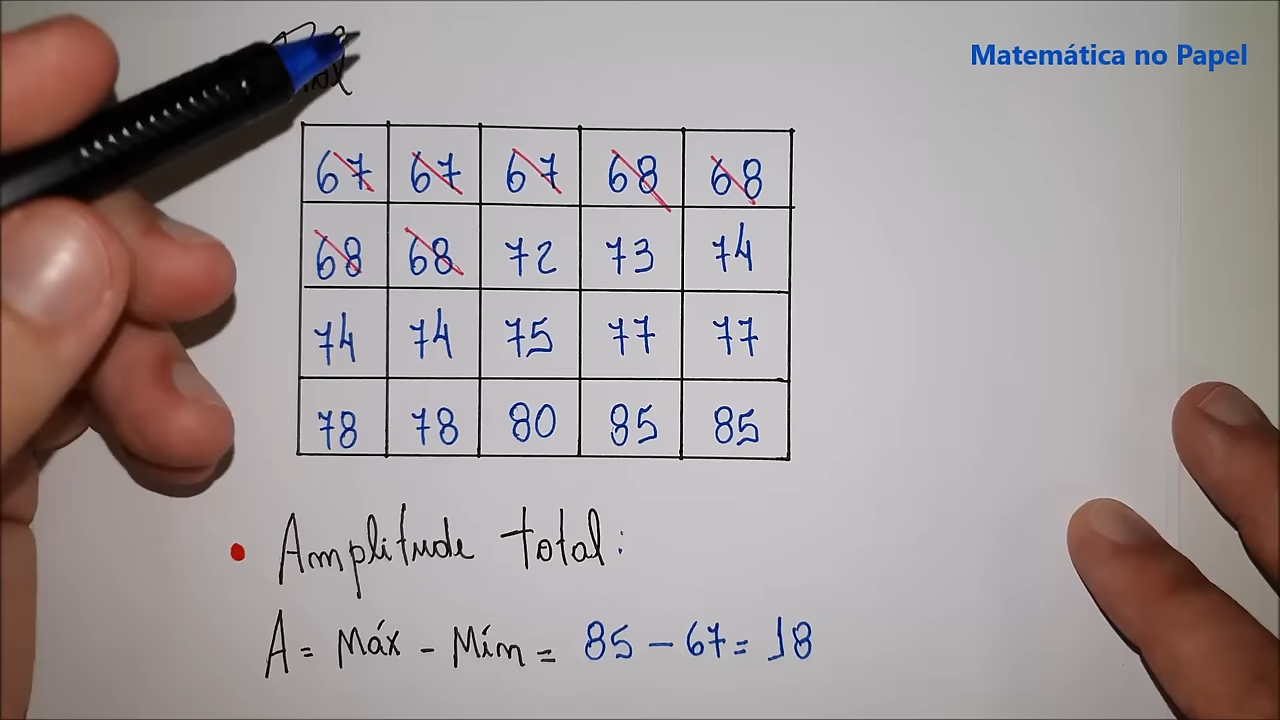 Matemática no Papel
67 67 67 68 68
68 68 72 73 74
74 74 75 77 77
78 78 80 85 85
• Amplitude total:
A = Máx - Mín = 85 - 67 = 18